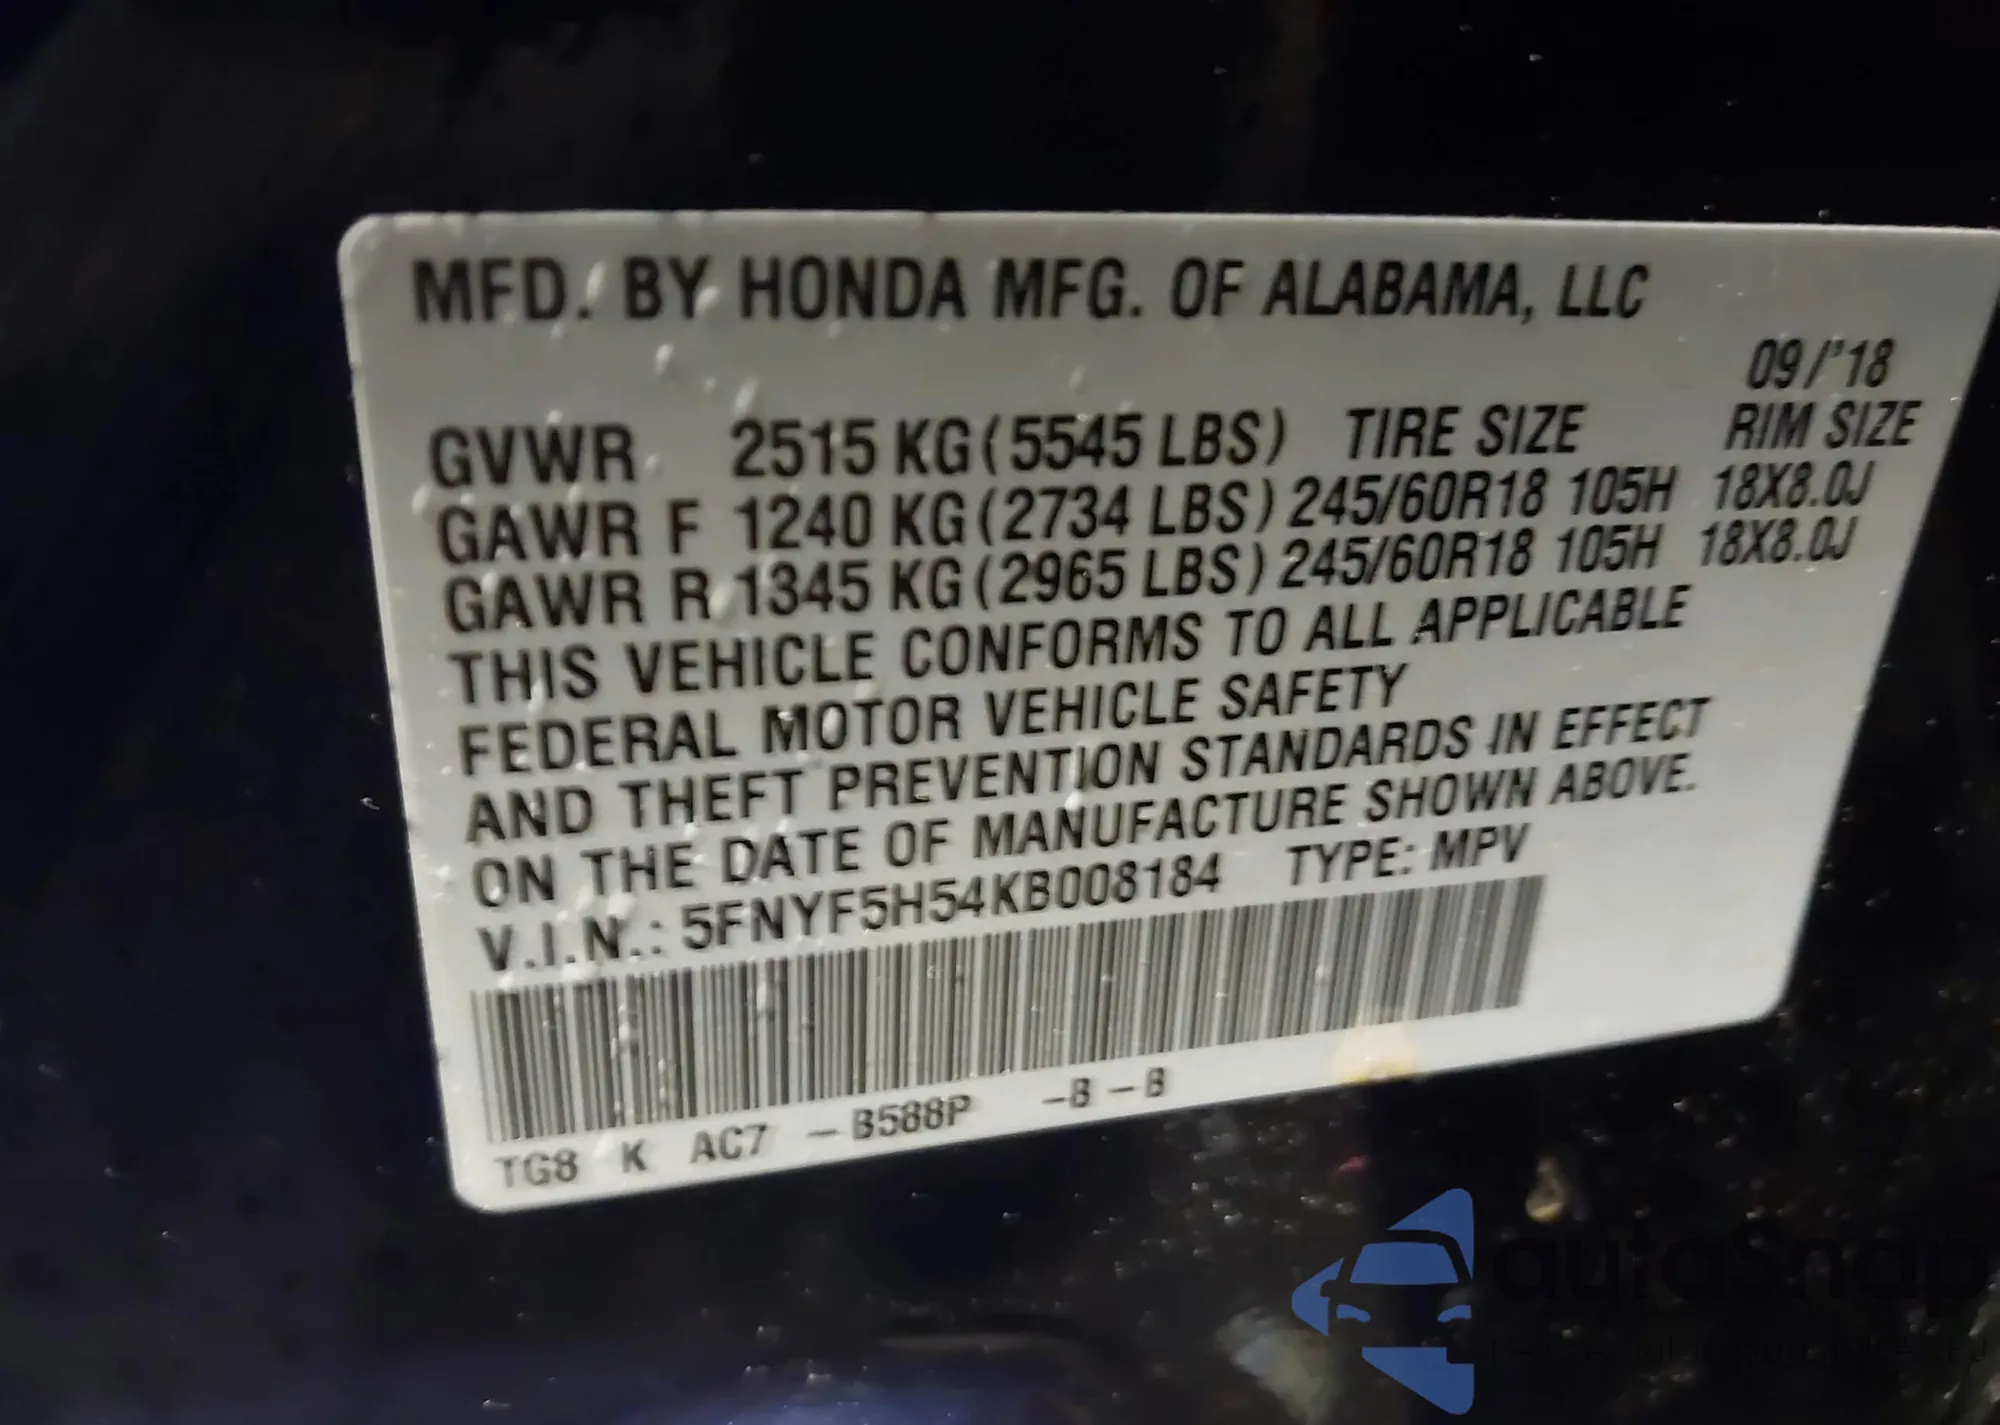 MFD. BY HONDA MFG. OF ALABAMA, LLC
09/'18
GVWR 2515 KG (5545 LBS) TIRE SIZE RIM SIZE
GAWR F 1240 KG (2734 LBS) 245/60R18 105H 18X8.0J
GAWR R 1345 KG (2965 LBS) 245/60R18 105H 18X8.0J
THIS VEHICLE CONFORMS TO ALL APPLICABLE
FEDERAL MOTOR VEHICLE SAFETY
AND THEFT PREVENTION STANDARDS IN EFFECT
ON THE DATE OF MANUFACTURE SHOWN ABOVE.
V.I.N.: 5FNYF5H54KB008184 TYPE: MPV
TG8 K AC7 – B588P –B – B
autoSnap